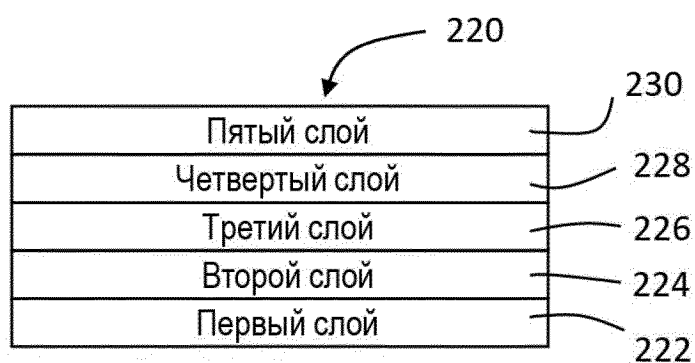 220
230
Пятый слой
Четвертый слой
228
Третий слой
226
Второй слой
224
Первый слой
222